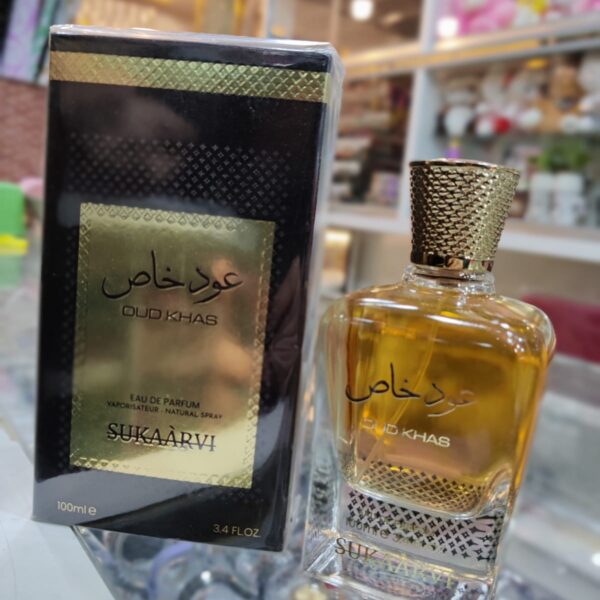 عود خاص
OUD KHAS
EAU DE PARFUM
VAPORISATEUR - NATURAL SPRAY
SUKAÀRVI
100ml e
3.4 FL.OZ.
عود خاص
OUD KHAS
SUKAÀRVI